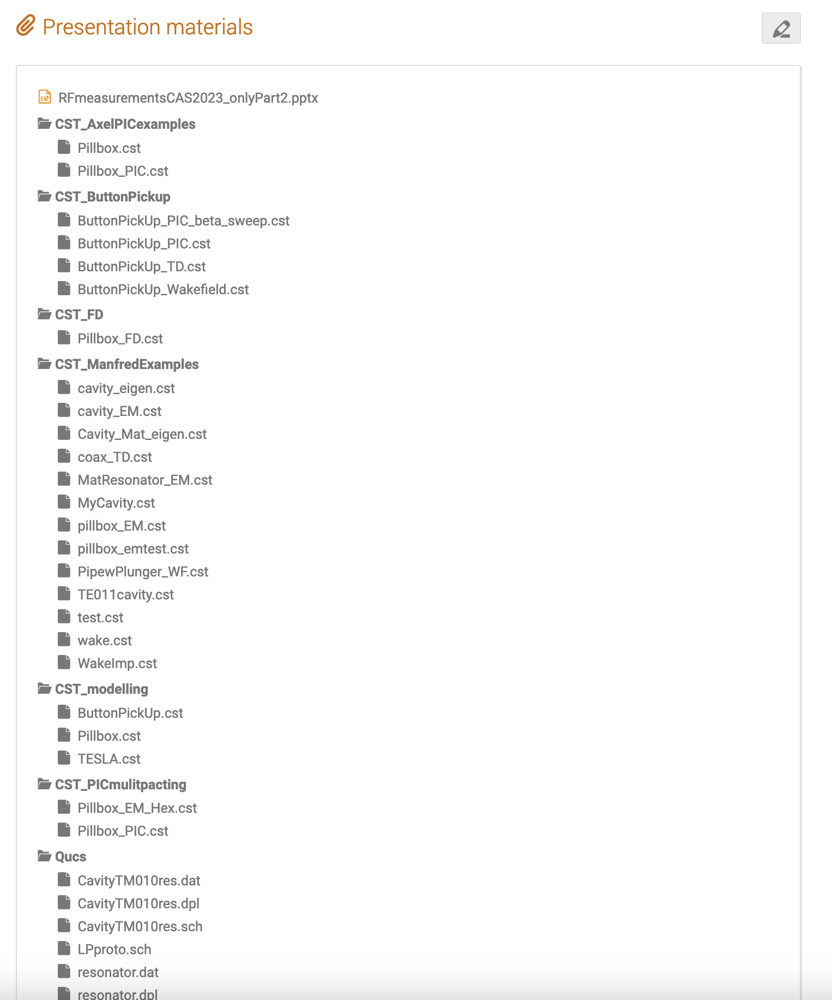 Presentation materials
RFmeasurementsCAS2023_onlyPart2.pptx
CST_AxelPICexamples
Pillbox.cst
Pillbox_PIC.cst
CST_ButtonPickup
ButtonPickUp_PIC_beta_sweep.cst
ButtonPickUp_PIC.cst
ButtonPickUp_TD.cst
ButtonPickUp_Wakefield.cst
CST_FD
Pillbox_FD.cst
CST_ManfredExamples
cavity_eigen.cst
cavity_EM.cst
Cavity_Mat_eigen.cst
coax_TD.cst
MatResonator_EM.cst
MyCavity.cst
pillbox_EM.cst
pillbox_emtest.cst
PipewPlunger_WF.cst
TE011cavity.cst
test.cst
wake.cst
WakeImp.cst
CST_modelling
ButtonPickUp.cst
Pillbox.cst
TESLA.cst
CST_PICmulitpacting
Pillbox_EM_Hex.cst
Pillbox_PIC.cst
Qucs
CavityTM010res.dat
CavityTM010res.dpl
CavityTM010res.sch
LPproto.sch
resonator.dat
resonator.dpl